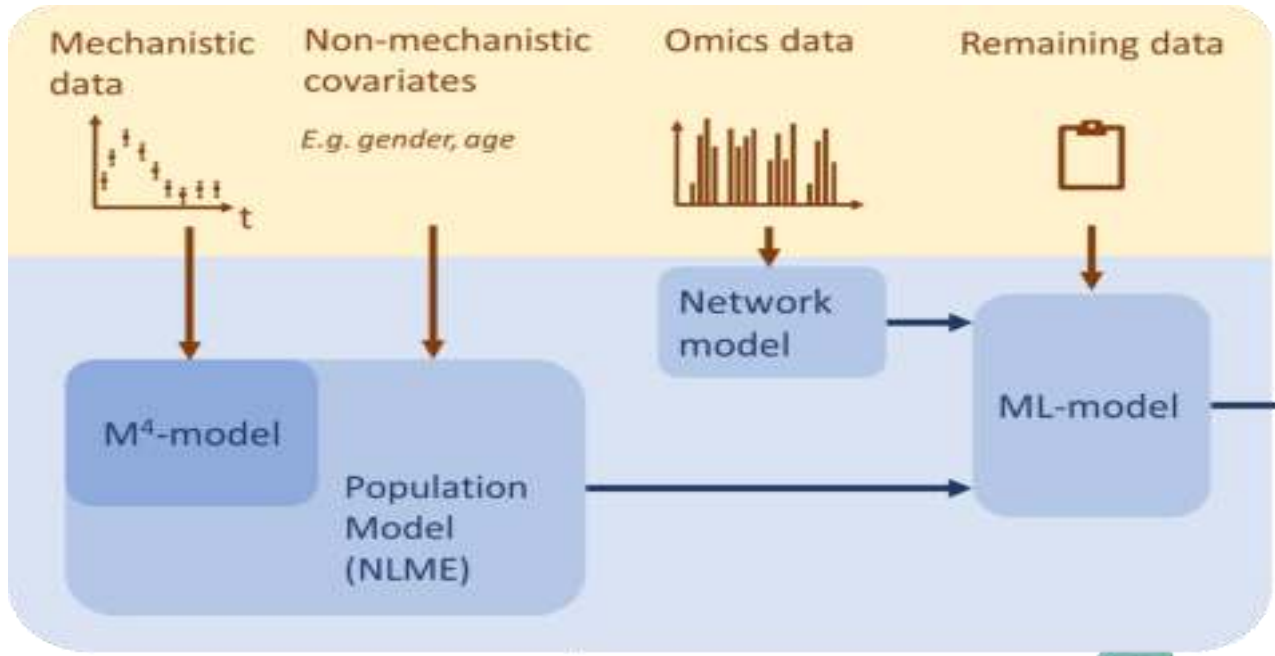 Mechanistic
data
Non-mechanistic
covariates
E.g. gender, age
Omics data
Remaining data
t
Network
model
ML-model
M⁴-model
Population
Model
(NLME)